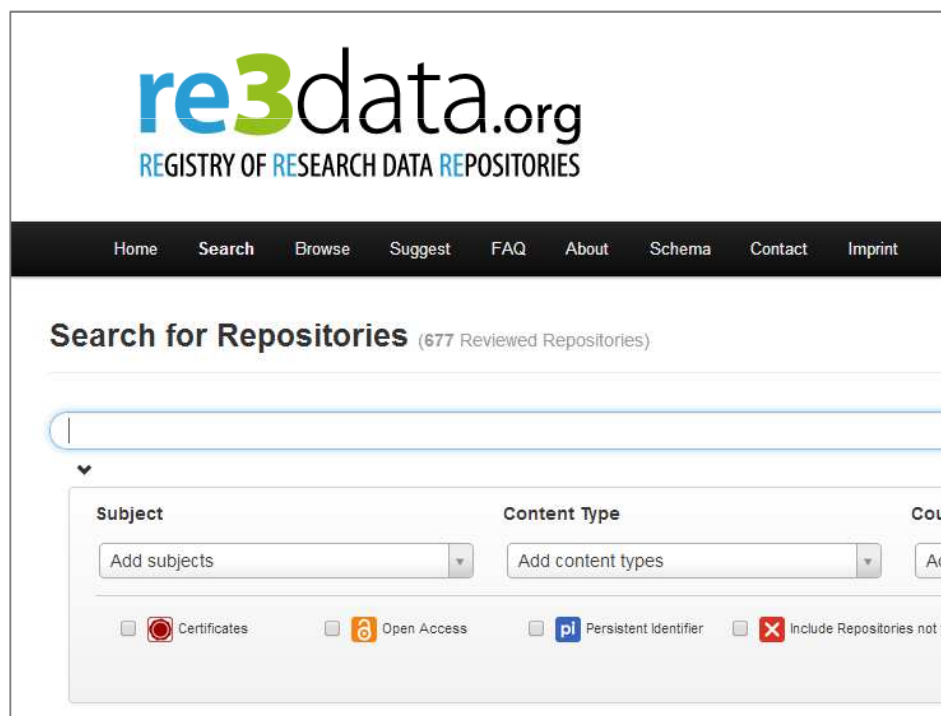 re3data.org
REGISTRY OF RESEARCH DATA REPOSITORIES
Home Search Browse Suggest FAQ About Schema Contact Imprint
Search for Repositories (677 Reviewed Repositories)
Subject Content Type Cou
Add subjects Add content types
Certificates Open Access pi Persistent Identifier Include Repositories not